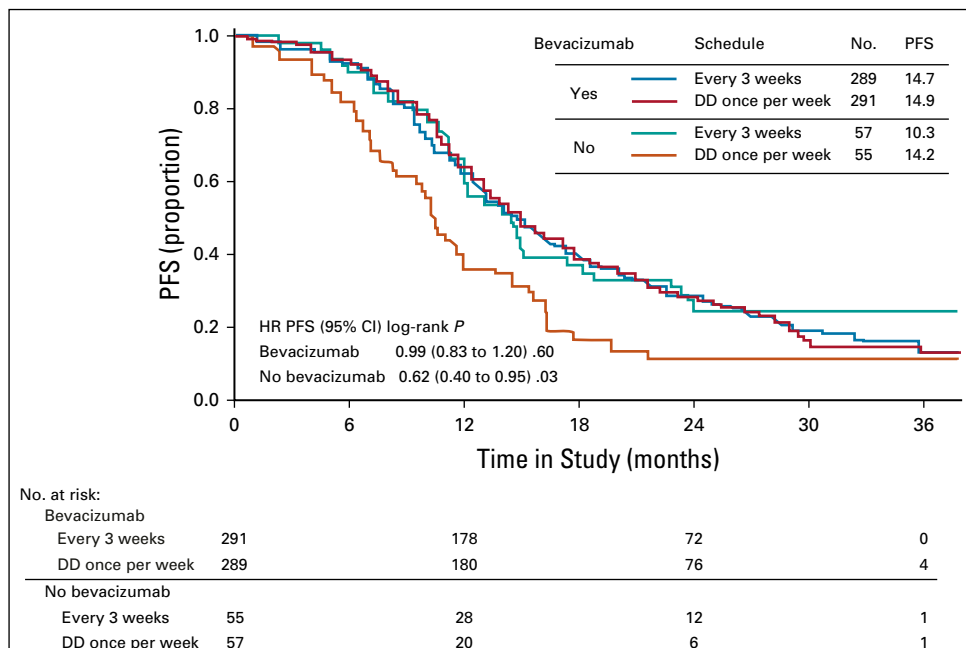 Bevacizumab Schedule No. PFS
Yes Every 3 weeks 289 14.7
DD once per week 291 14.9
No Every 3 weeks 57 10.3
DD once per week 55 14.2
PFS (proportion)
1.0
0.8
0.6
0.4
0.2
0.0
HR PFS (95% CI) log-rank P
Bevacizumab 0.99 (0.83 to 1.20) .60
No bevacizumab 0.62 (0.40 to 0.95) .03
0 6 12 18 24 30 36
Time in Study (months)
No. at risk:
Bevacizumab
Every 3 weeks 291 178 72 0
DD once per week 289 180 76 4
No bevacizumab
Every 3 weeks 55 28 12 1
DD once per week 57 20 6 1